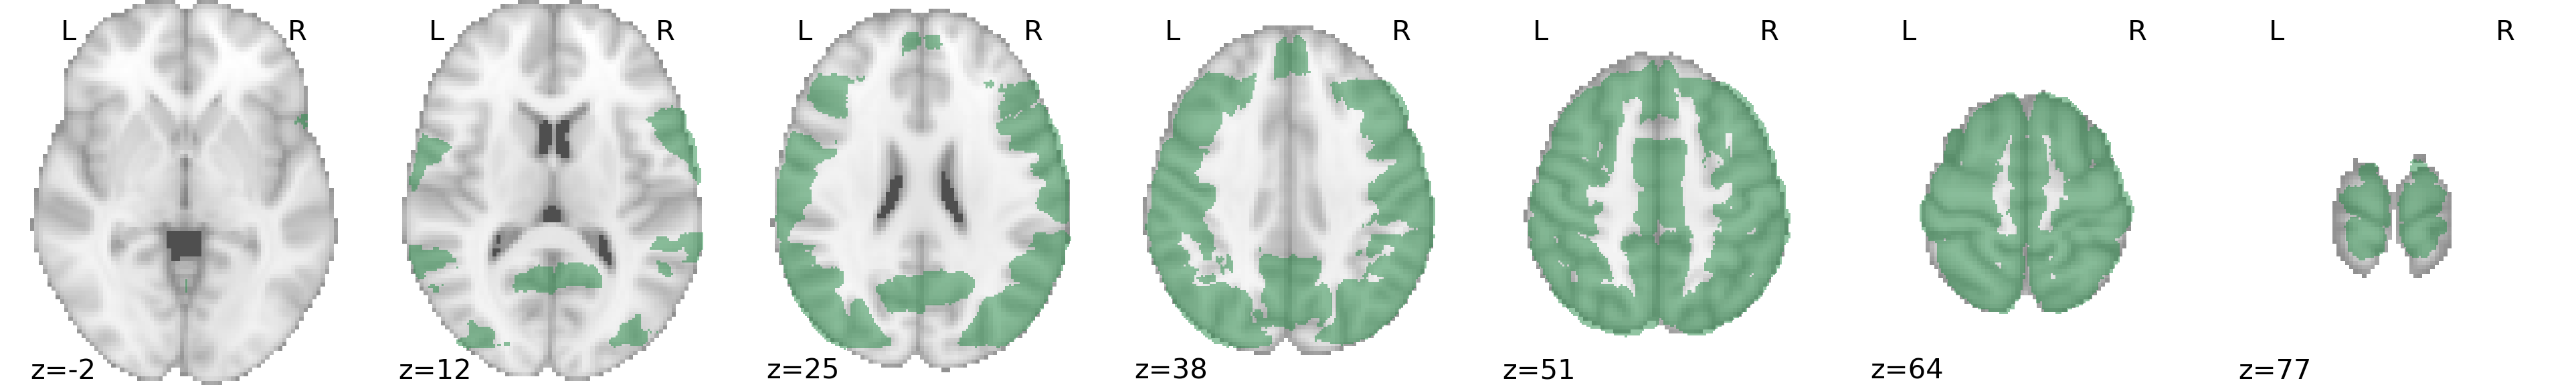 L R L R L R L R L R L R L R
z=-2 z=12 z=25 z=38 z=51 z=64 z=77